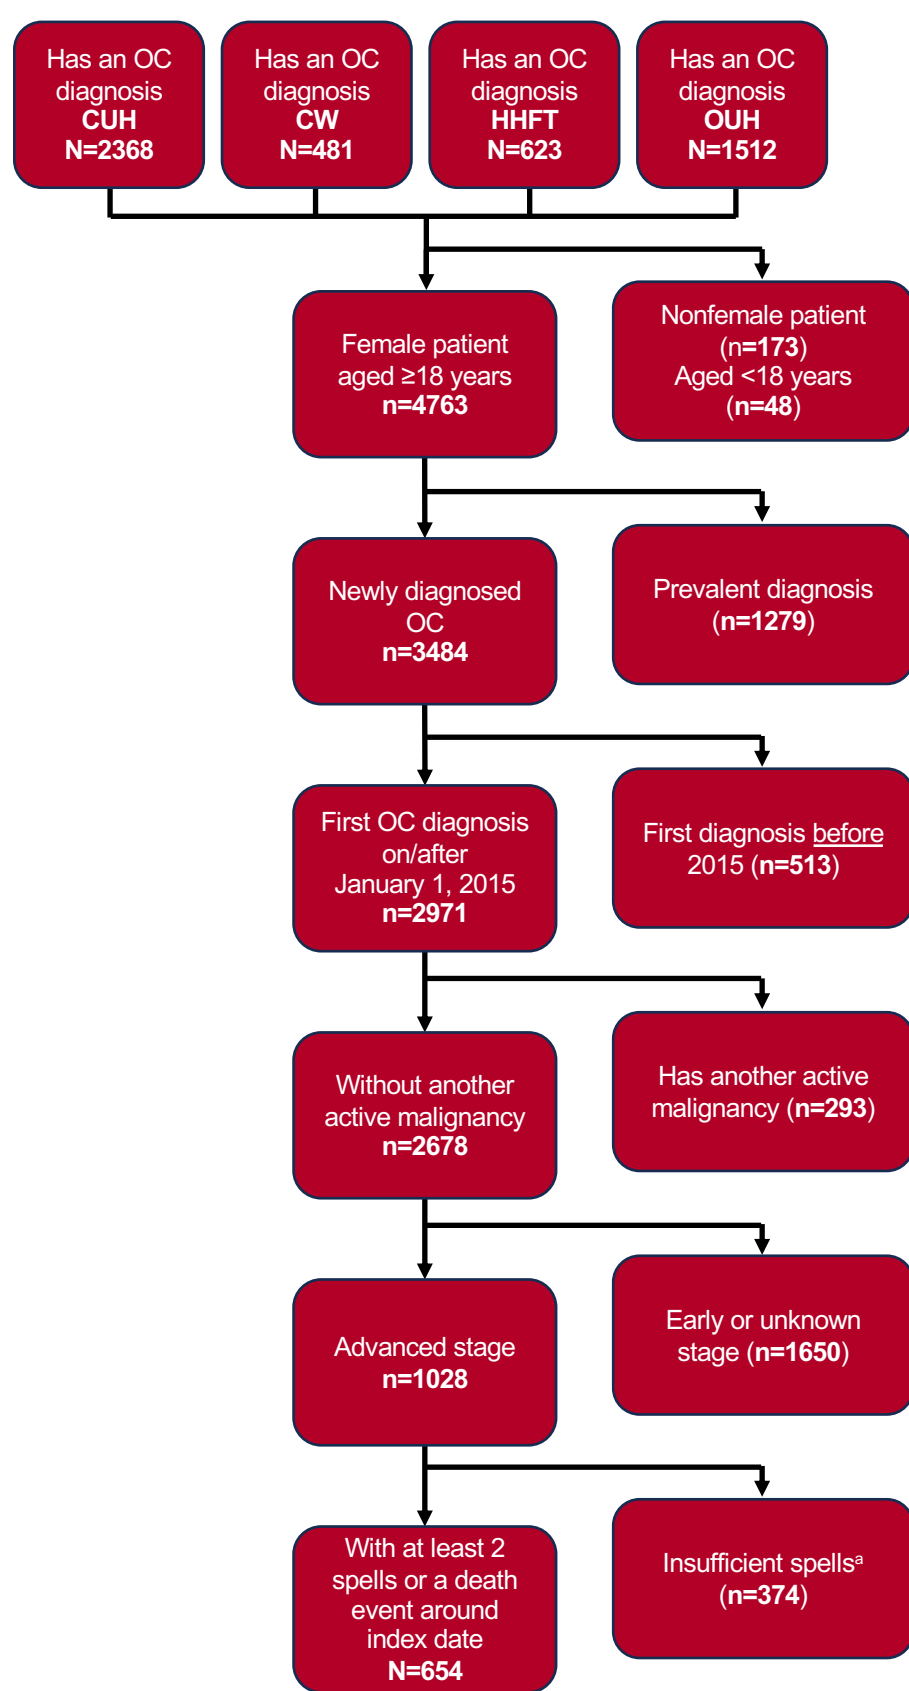 Has an OC
diagnosis
CUH
N=2368
Has an OC
diagnosis
CW
N=481
Has an OC
diagnosis
HHFT
N=623
Has an OC
diagnosis
OUH
N=1512
Female patient
aged ≥18 years
n=4763
Nonfemale patient
(n=173)
Aged <18 years
(n=48)
Newly diagnosed
OC
n=3484
Prevalent diagnosis
(n=1279)
First OC diagnosis
on/after
January 1, 2015
n=2971
First diagnosis before
2015 (n=513)
Without another
active malignancy
n=2678
Has another active
malignancy (n=293)
Advanced stage
n=1028
Early or unknown
stage (n=1650)
With at least 2
spells or a death
event around
index date
N=654
Insufficient spellsᵃ
(n=374)